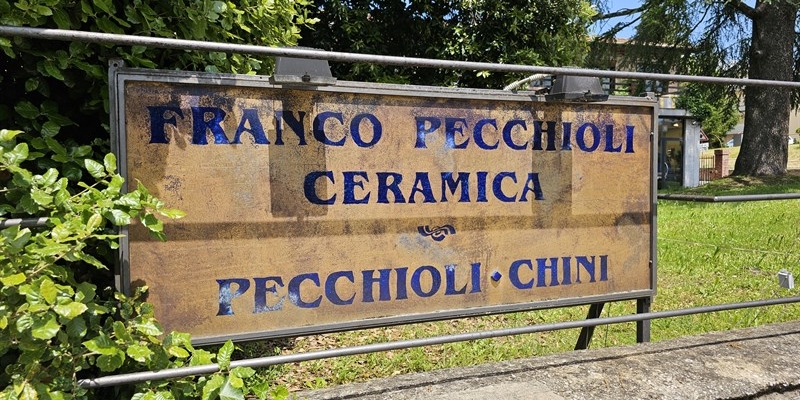 FRANCO PECCHIOLI
CERAMICA
PECCHIOLI · CHINI